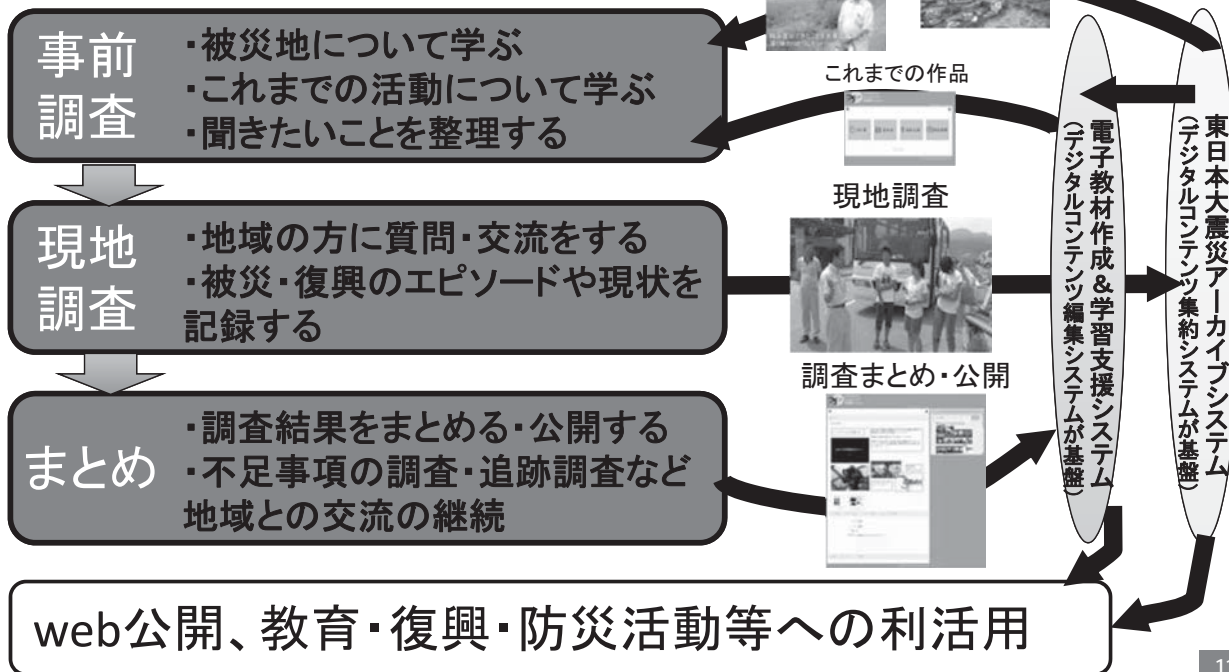 事前
調査
・被災地について学ぶ
・これまでの活動について学ぶ
・聞きたいことを整理する
現地
調査
・地域の方に質問・交流をする
・被災・復興のエピソードや現状を
記録する
まとめ
・調査結果をまとめる・公開する
・不足事項の調査・追跡調査など
地域との交流の継続
これまでの作品
現地調査
調査まとめ・公開
電子教材作成&学習支援システム
(デジタルコンテンツ編集システムが基盤)
東日本大震災アーカイブシステム
(デジタルコンテンツ集約システムが基盤)
web公開、教育・復興・防災活動等への利活用